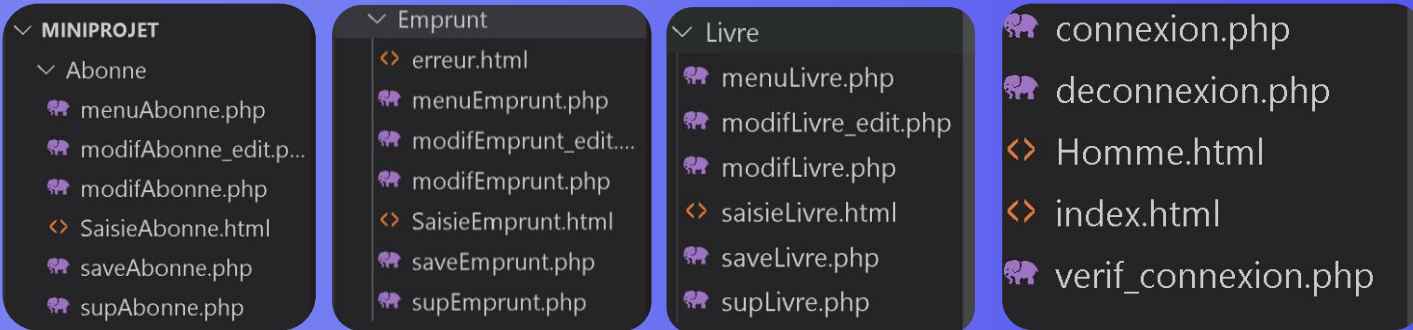 MINIPROJET
Abonne
menuAbonne.php
modifAbonne_edit.p...
modifAbonne.php
SaisieAbonne.html
saveAbonne.php
supAbonne.php
Emprunt
erreur.html
menuEmprunt.php
modifEmprunt_edit....
modifEmprunt.php
SaisieEmprunt.html
saveEmprunt.php
supEmprunt.php
Livre
menuLivre.php
modifLivre_edit.php
modifLivre.php
saisieLivre.html
saveLivre.php
supLivre.php
connexion.php
deconnexion.php
Homme.html
index.html
verif_connexion.php